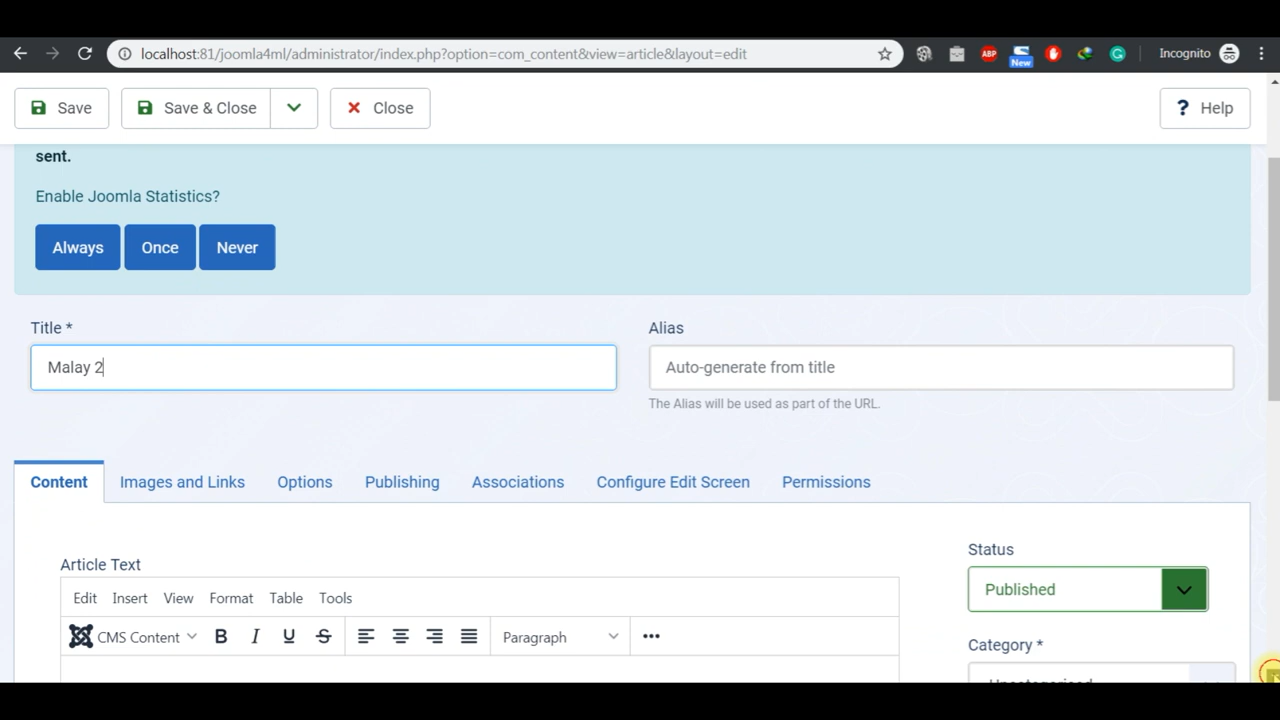 localhost:81/joomla4ml/administrator/index.php?option=com_content&view=article&layout=edit
ABP
New
Incognito
Save
Save & Close
Close
? Help
sent.
Enable Joomla Statistics?
Always Once Never
Title *
Alias
Malay 2
Auto-generate from title
The Alias will be used as part of the URL.
Content Images and Links Options Publishing Associations Configure Edit Screen Permissions
Article Text
Status
Edit Insert View Format Table Tools
Published
CMS Content B I U S Paragraph
Category *
Uncategorised